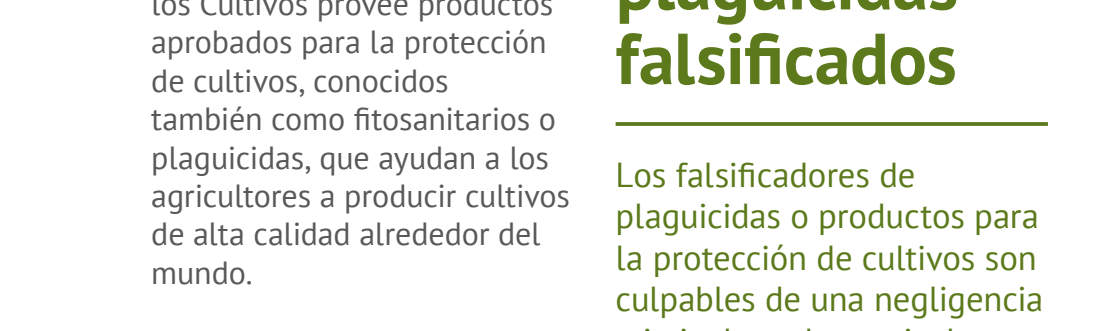 los Cultivos provee productos
aprobados para la protección
de cultivos, conocidos
también como fitosanitarios o
plaguicidas, que ayudan a los
agricultores a producir cultivos
de alta calidad alrededor del
mundo.
plaguicidas
falsificados
Los falsificadores de
plaguicidas o productos para
la protección de cultivos son
culpables de una negligencia